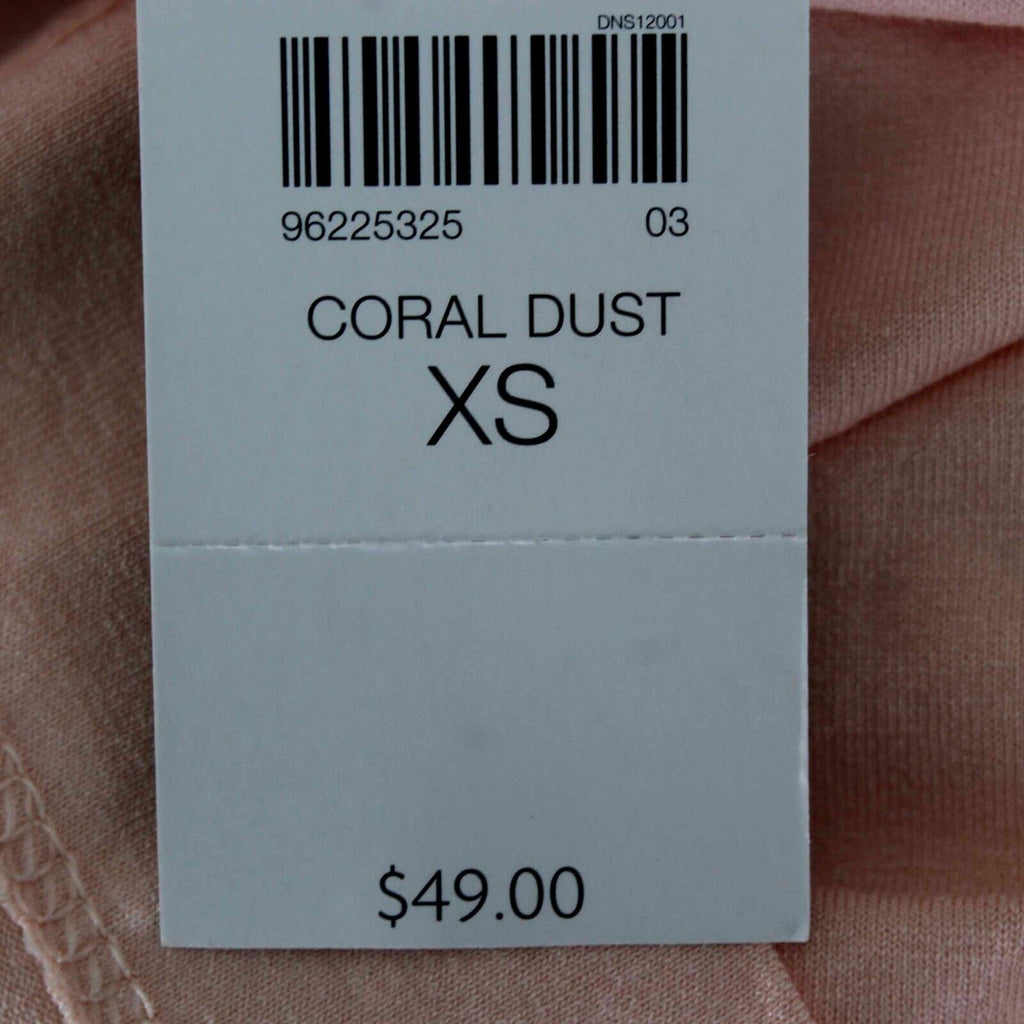 DNS12001
96225325 03
CORAL DUST
XS
$49.00